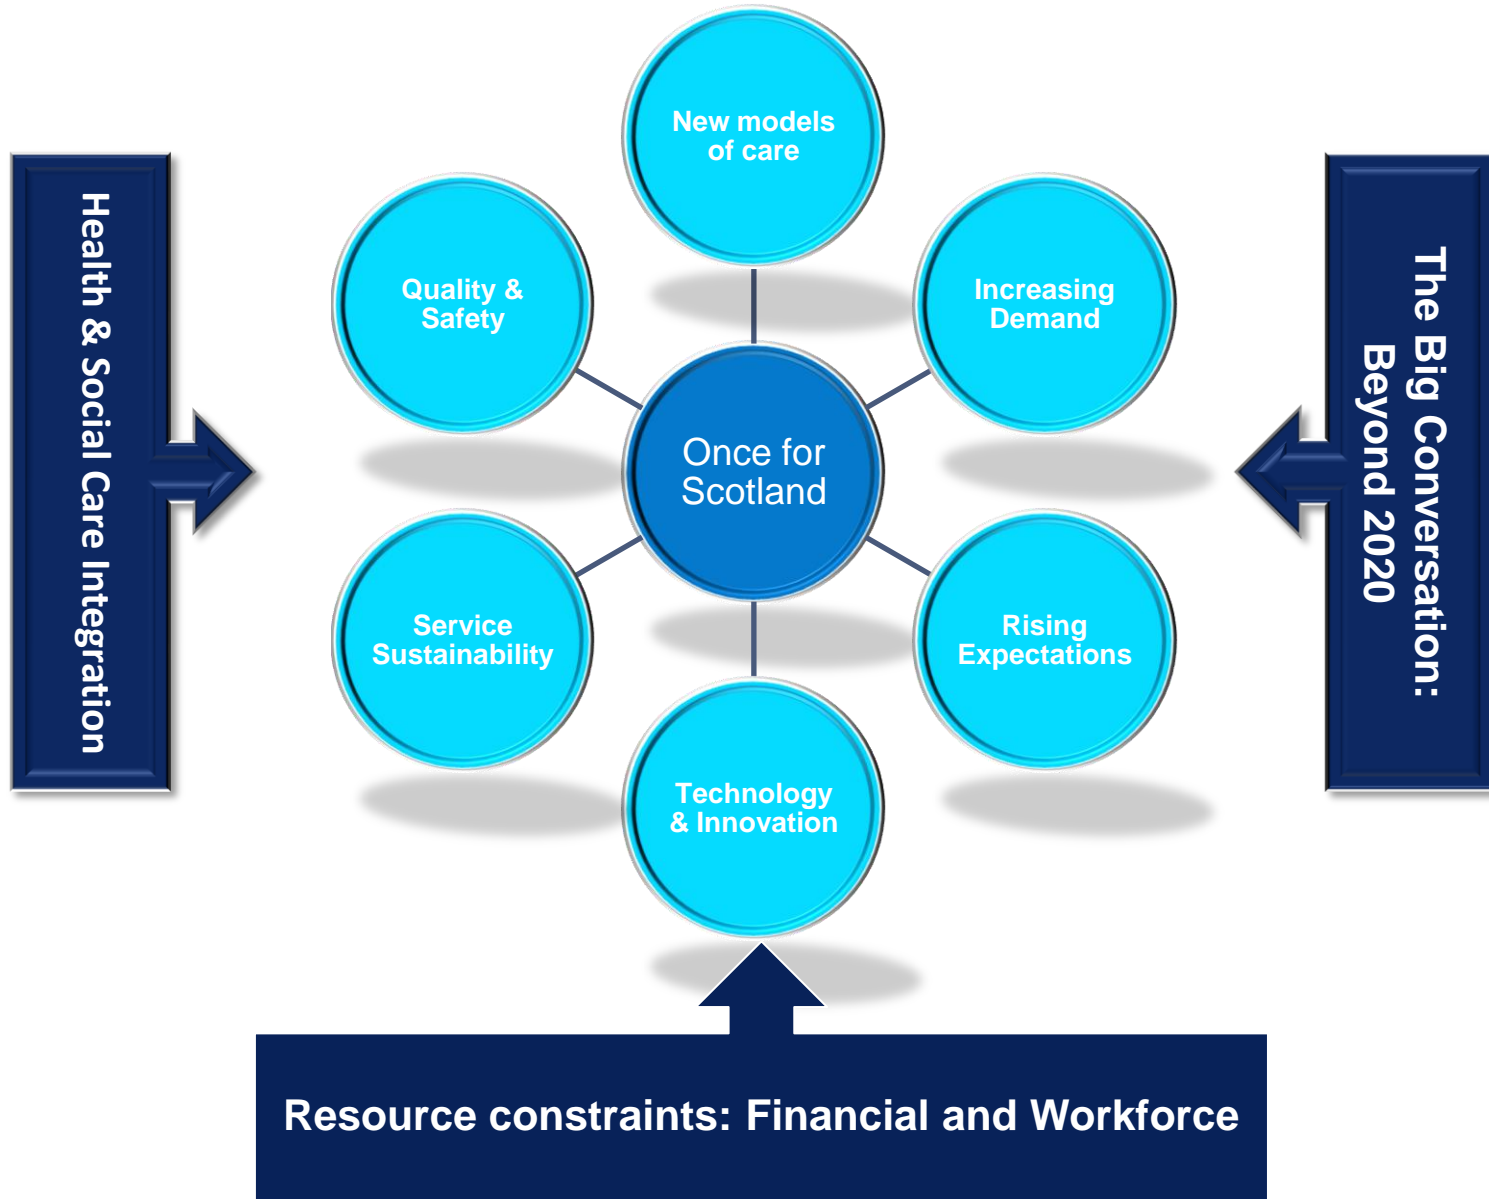 New models
of care
Health & Social Care Integration
Quality &
Safety
Increasing
Demand
The Big Conversation:
Beyond 2020
Once for
Scotland
Service
Sustainability
Rising
Expectations
Technology
& Innovation
Resource constraints: Financial and Workforce